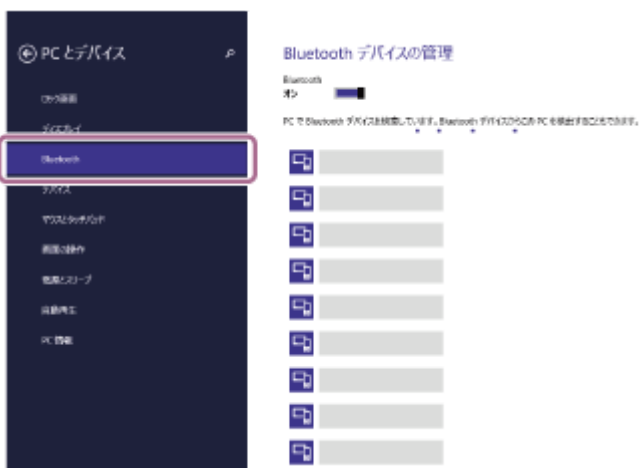 PC とデバイス
ロック画面
ディスプレイ
Bluetooth
デバイス
マウスとタッチパッド
画面の操作
電源とスリープ
自動再生
PC 情報
Bluetooth デバイスの管理
Bluetooth
オン
PC で Bluetooth デバイスを検索しています。Bluetooth デバイスからこの PC を検出することもできます。